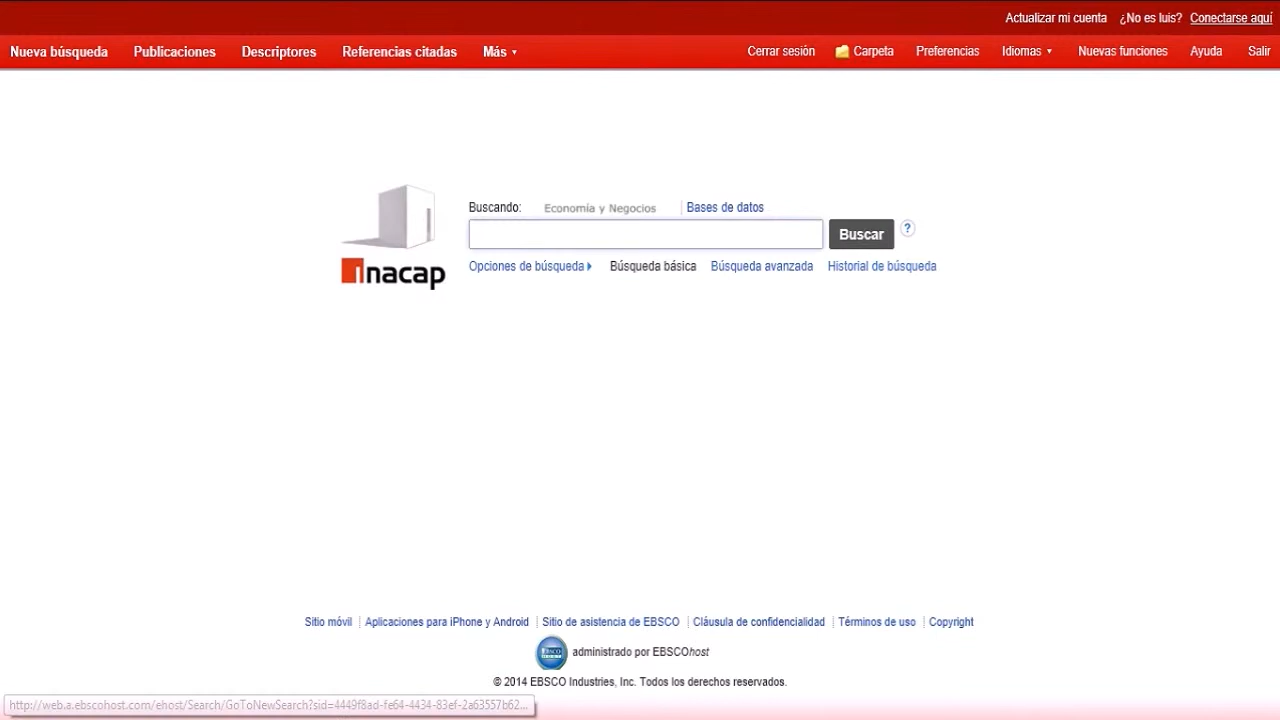 Actualizar mi cuenta ¿No es luis? Conectarse aquí
Nueva búsqueda Publicaciones Descriptores Referencias citadas Más Cerrar sesión Carpeta Preferencias Idiomas Nuevas funciones Ayuda Salir
Buscando: Economía y Negocios Bases de datos
Buscar ?
inacap
Opciones de búsqueda Búsqueda básica Búsqueda avanzada Historial de búsqueda
Sitio móvil Aplicaciones para iPhone y Android Sitio de asistencia de EBSCO Cláusula de confidencialidad Términos de uso Copyright
EBSCO HOST administrado por EBSCOhost
© 2014 EBSCO Industries, Inc. Todos los derechos reservados.
http://web.a.ebscohost.com/ehost/Search/GoToNewSearch?sid=4449f8ad-fe64-4434-83ef-2a63557b62...